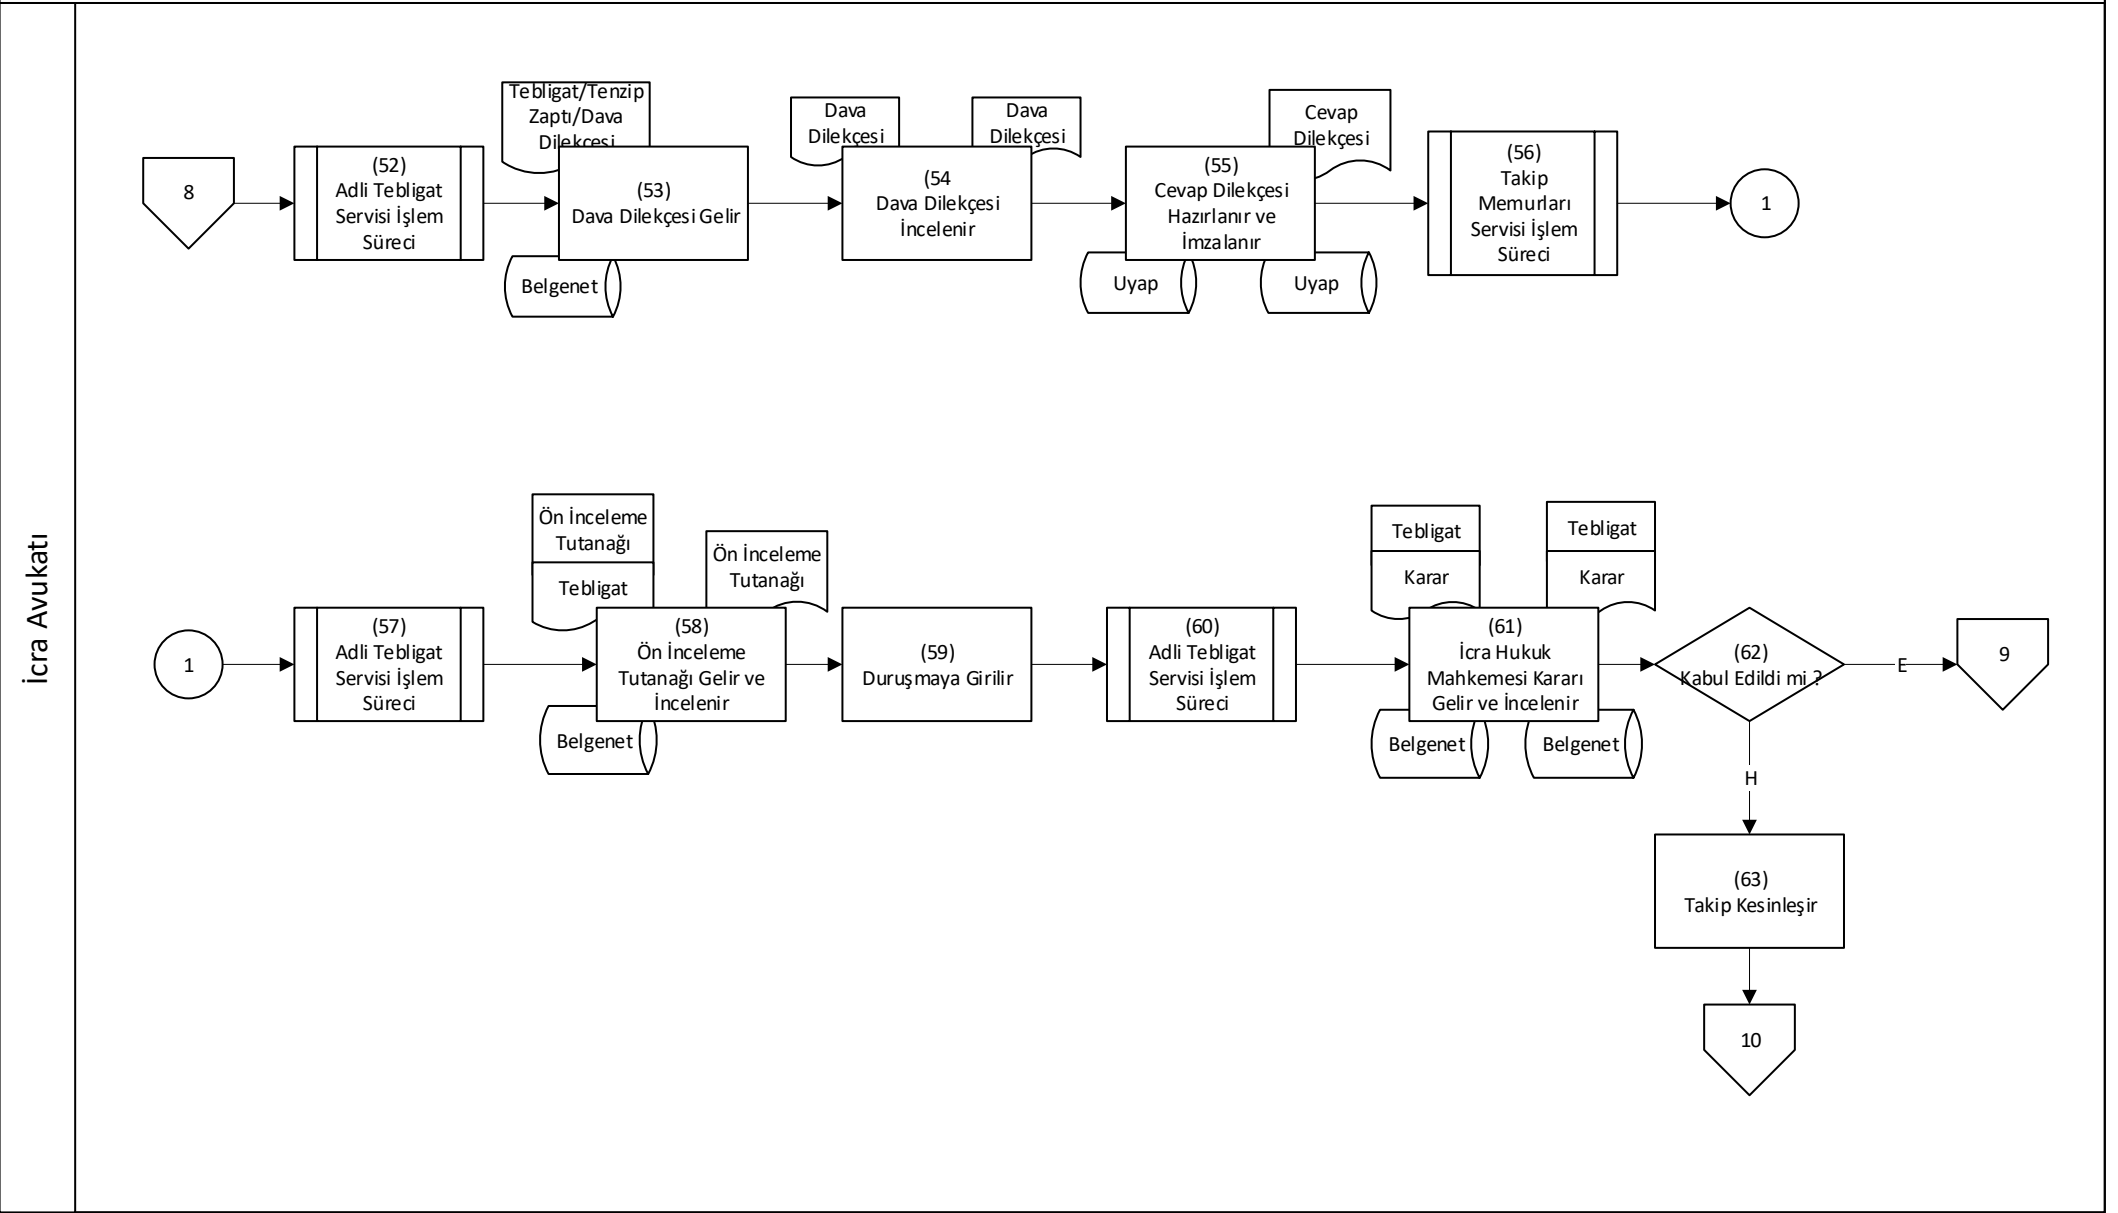 İcra Avukatı
8
(52)
Adli Tebligat
Servisi İşlem
Süreci
Tebligat/Tenzip
Zaptı/Dava
Dilekçesi
(53)
Dava Dilekçesi Gelir
Belgenet
Dava
Dilekçesi
Dava
Dilekçesi
(54
Dava Dilekçesi
İncelenir
Cevap
Dilekçesi
(55)
Cevap Dilekçesi
Hazırlanır ve
İmzalanır
Uyap
Uyap
(56)
Takip
Memurları
Servisi İşlem
Süreci
1
1
(57)
Adli Tebligat
Servisi İşlem
Süreci
Ön İnceleme
Tutanağı
Tebligat
Ön İnceleme
Tutanağı
(58)
Ön İnceleme
Tutanağı Gelir ve
İncelenir
Belgenet
(59)
Duruşmaya Girilir
(60)
Adli Tebligat
Servisi İşlem
Süreci
Tebligat
Karar
Tebligat
Karar
(61)
İcra Hukuk
Mahkemesi Kararı
Gelir ve İncelenir
Belgenet
Belgenet
(62)
Kabul Edildi mi ?
E
9
H
(63)
Takip Kesinleşir
10